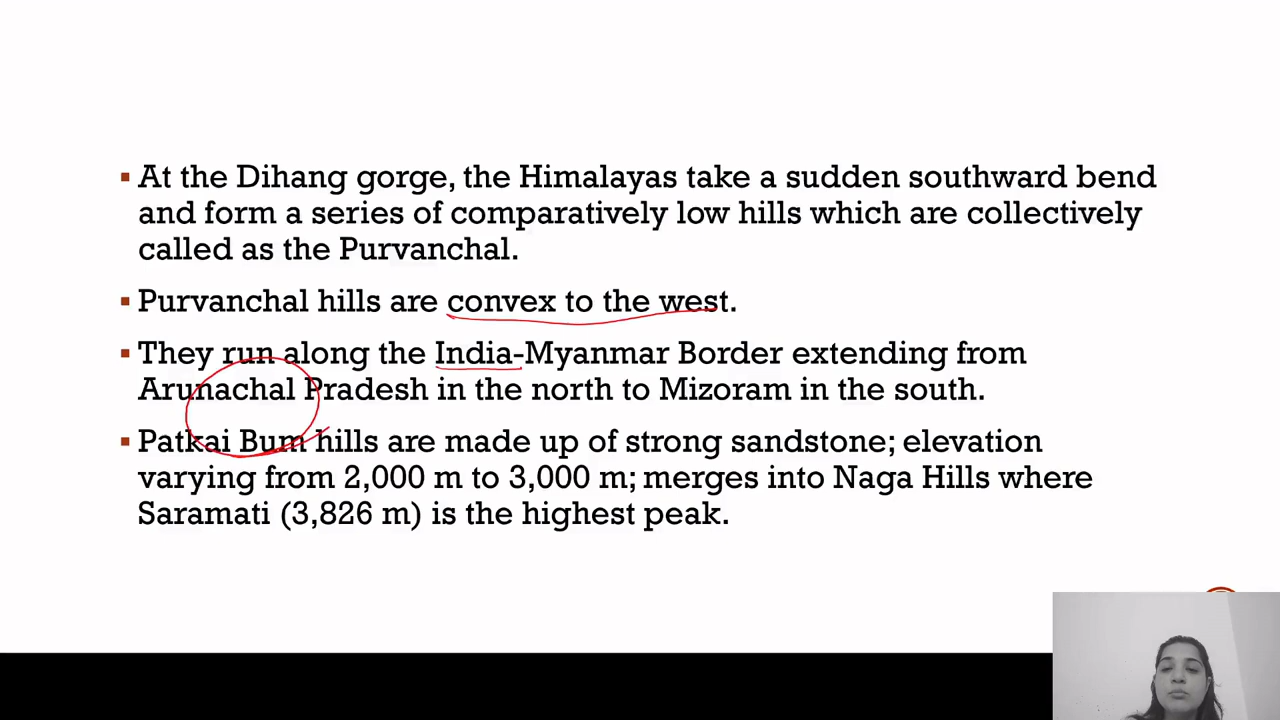 ▪ At the Dihang gorge, the Himalayas take a sudden southward bend
and form a series of comparatively low hills which are collectively
called as the Purvanchal.
▪ Purvanchal hills are convex to the west.
▪ They run along the India-Myanmar Border extending from
Arunachal Pradesh in the north to Mizoram in the south.
▪ Patkai Bum hills are made up of strong sandstone; elevation
varying from 2,000 m to 3,000 m; merges into Naga Hills where
Saramati (3,826 m) is the highest peak.